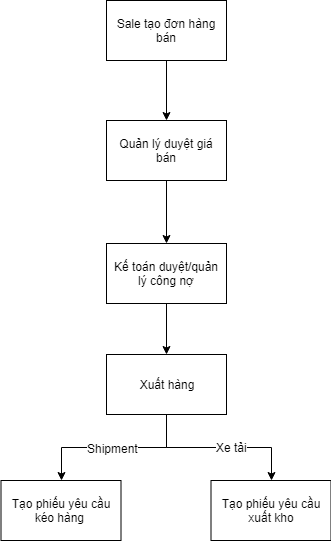 Sale tạo đơn hàng
bán
Quản lý duyệt giá
bán
Kế toán duyệt/quản
lý công nợ
Xuất hàng
Shipment
Xe tải
Tạo phiếu yêu cầu
kéo hàng
Tạo phiếu yêu cầu
xuất kho